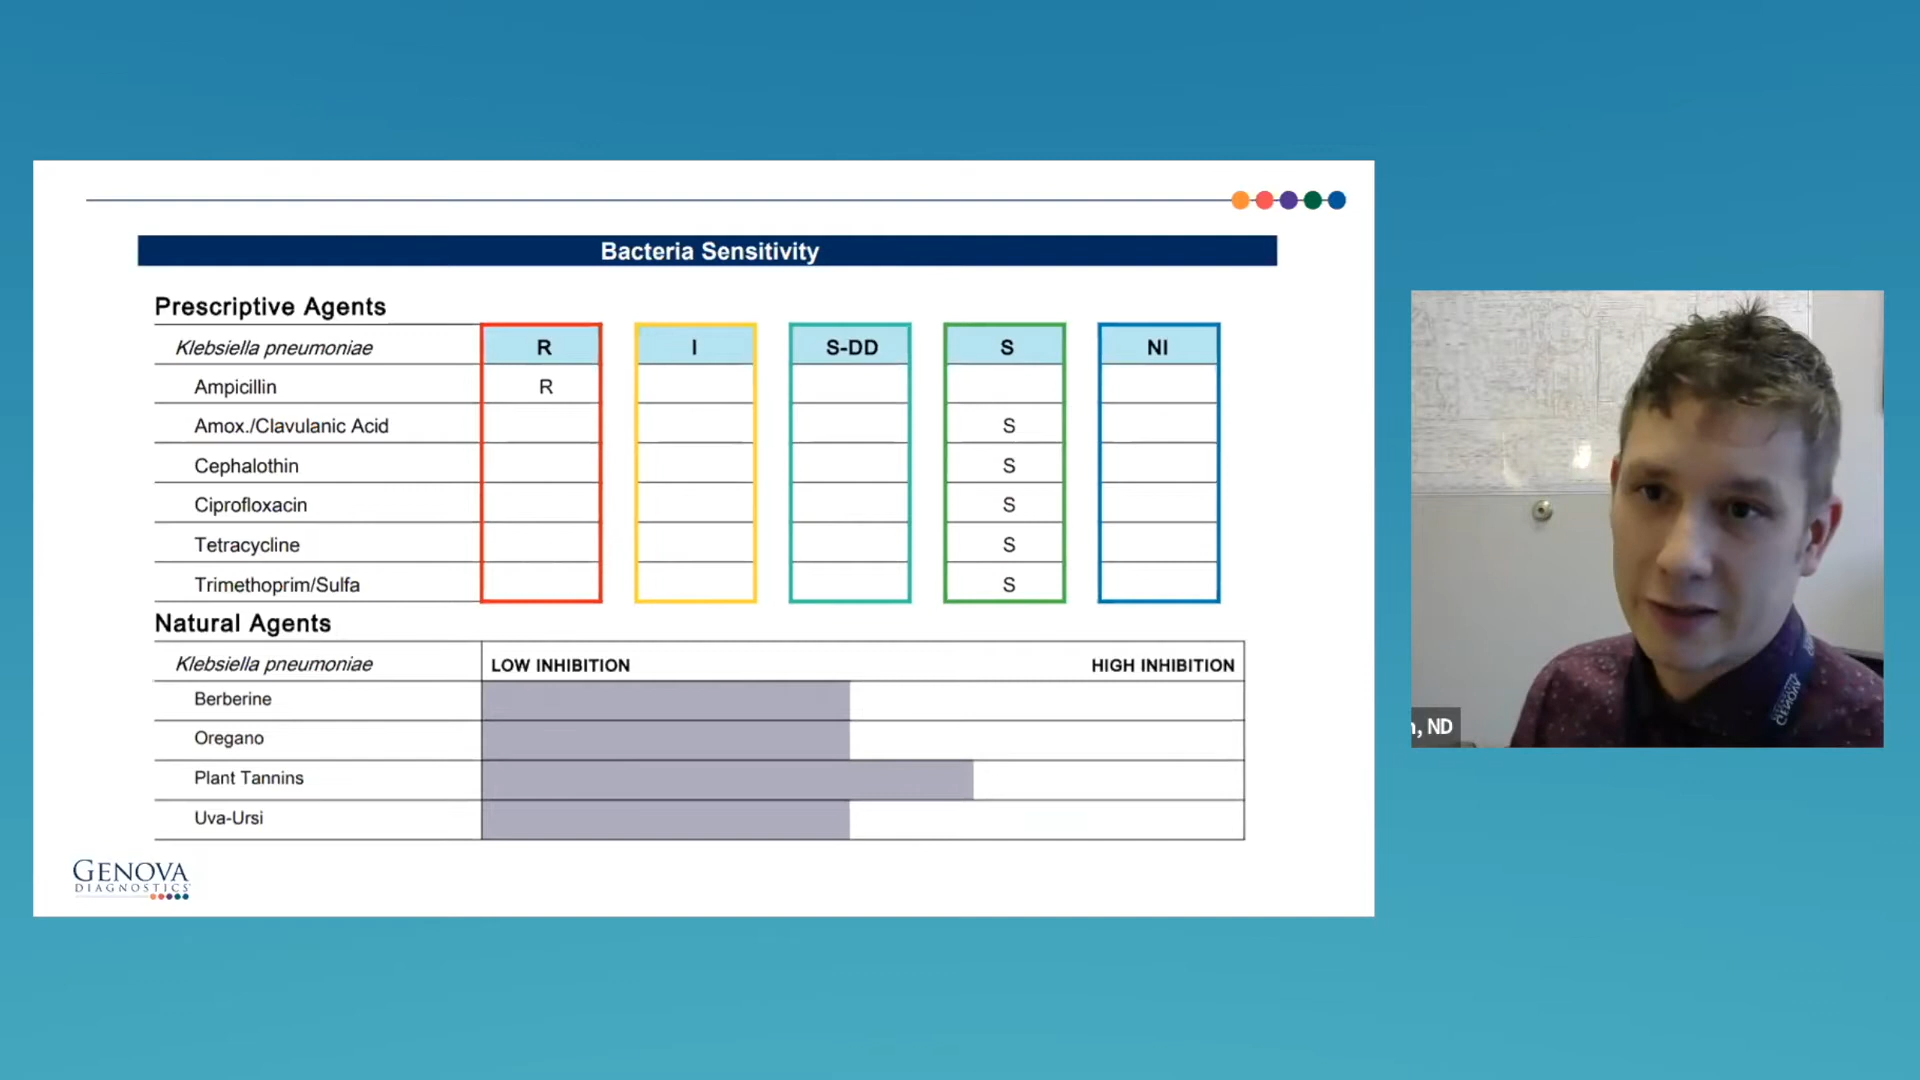 Bacteria Sensitivity
Prescriptive Agents
Klebsiella pneumoniae R I S-DD S NI
Ampicillin R
Amox./Clavulanic Acid S
Cephalothin S
Ciprofloxacin S
Tetracycline S
Trimethoprim/Sulfa S
Natural Agents
Klebsiella pneumoniae LOW INHIBITION HIGH INHIBITION
Berberine
Oregano
Plant Tannins
Uva-Ursi
GENOVA
DIAGNOSTICS
, ND